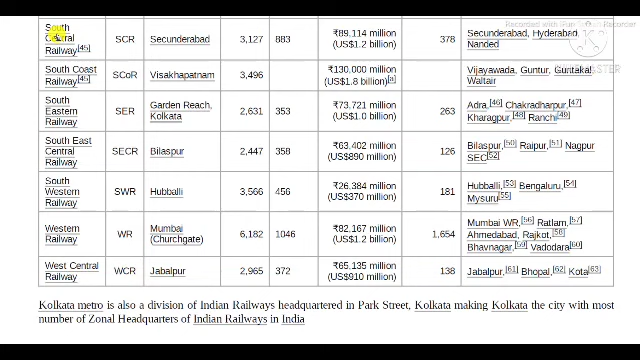 South Central Railway[45] SCR Secunderabad 3,127 883 ₹89,114 million (US$1.2 billion) 378 Secunderabad, Hyderabad, Nanded
South Coast Railway[45] SCoR Visakhapatnam 3,496 ₹130,000 million (US$1.8 billion)[a] Vijayawada, Guntur, Guntakal Waltair
South Eastern Railway SER Garden Reach, Kolkata 2,631 353 ₹73,721 million (US$1.0 billion) 263 Adra,[46] Chakradharpur,[47] Kharagpur,[48] Ranchi[49]
South East Central Railway SECR Bilaspur 2,447 358 ₹63,402 million (US$890 million) 126 Bilaspur,[50] Raipur,[51] Nagpur SEC[52]
South Western Railway SWR Hubballi 3,566 456 ₹26,384 million (US$370 million) 181 Hubballi,[53] Bengaluru,[54] Mysuru[55]
Western Railway WR Mumbai (Churchgate) 6,182 1046 ₹82,167 million (US$1.2 billion) 1,654 Mumbai WR,[56] Ratlam,[57] Ahmedabad, Rajkot,[58] Bhavnagar,[59] Vadodara[60]
West Central Railway WCR Jabalpur 2,965 372 ₹65,135 million (US$910 million) 138 Jabalpur,[61] Bhopal,[62] Kota[63]
Kolkata metro is also a division of Indian Railways headquartered in Park Street, Kolkata making Kolkata the city with most
number of Zonal Headquarters of Indian Railways in India